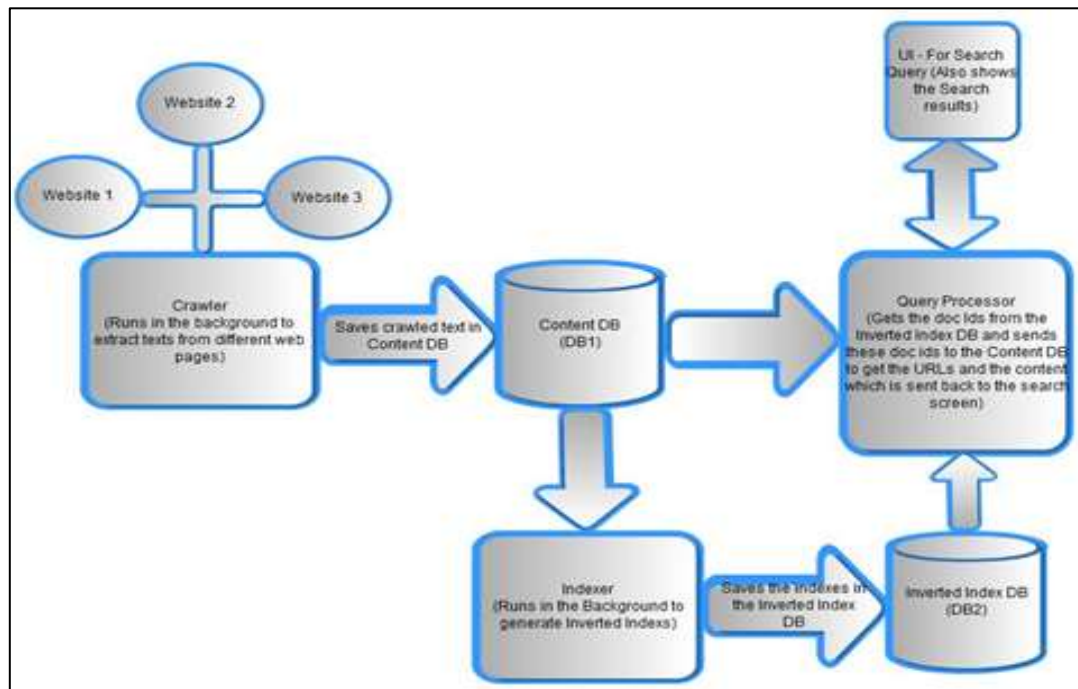 Website 2
Website 1
Website 3
UI - For Search
Query (Also shows
the Search
results)
Crawler
(Runs in the background to
extract texts from different web
pages)
Saves crawled text in
Content DB
Content DB
(DB1)
Query Processor
(Gets the doc Ids from the
Inverted Index DB and sends
these doc ids to the Content DB
to get the URLs and the content
which is sent back to the search
screen)
Indexer
(Runs in the Background to
generate Inverted Indexs)
Saves the indexes in
the Inverted Index
DB
Inverted Index DB
(DB2)